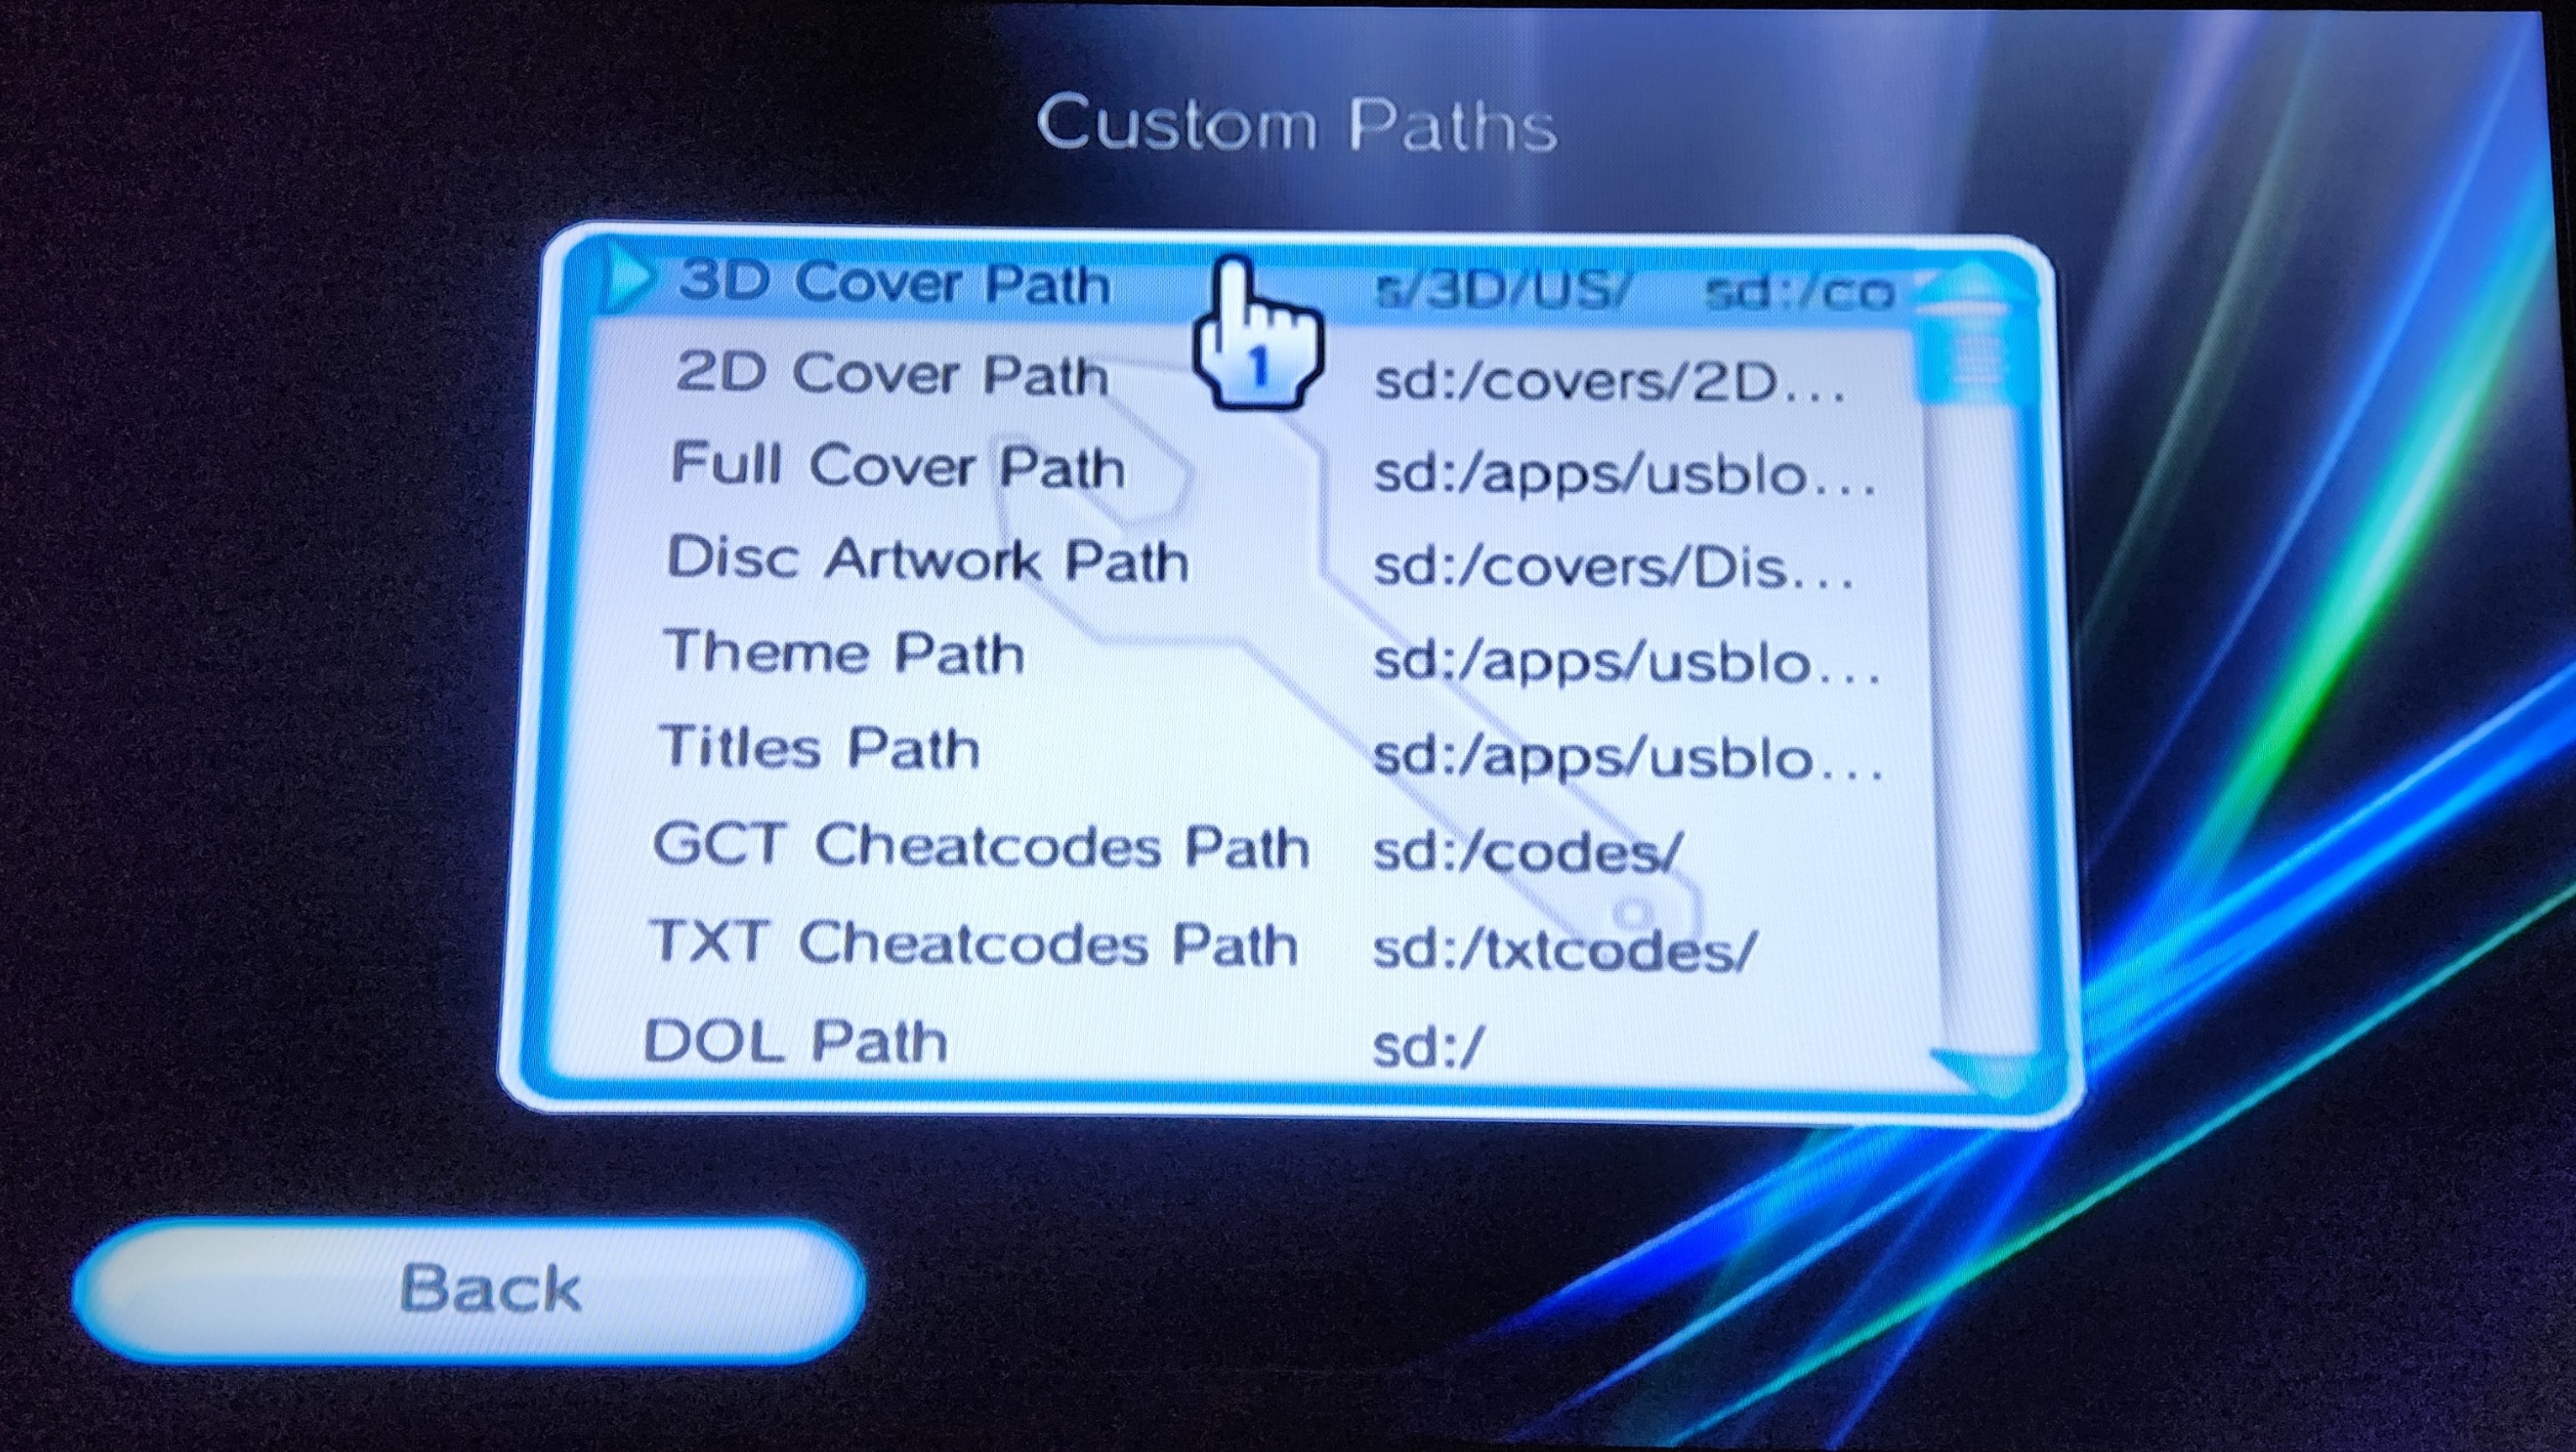 Custom Paths
3D Cover Path s/3D/US/ sd:/co
1
2D Cover Path sd:/covers/2D...
Full Cover Path sd:/apps/usblo...
Disc Artwork Path sd:/covers/Dis...
Theme Path sd:/apps/usblo...
Titles Path sd:/apps/usblo...
GCT Cheatcodes Path sd:/codes/
TXT Cheatcodes Path sd:/txtcodes/
DOL Path sd:/
Back